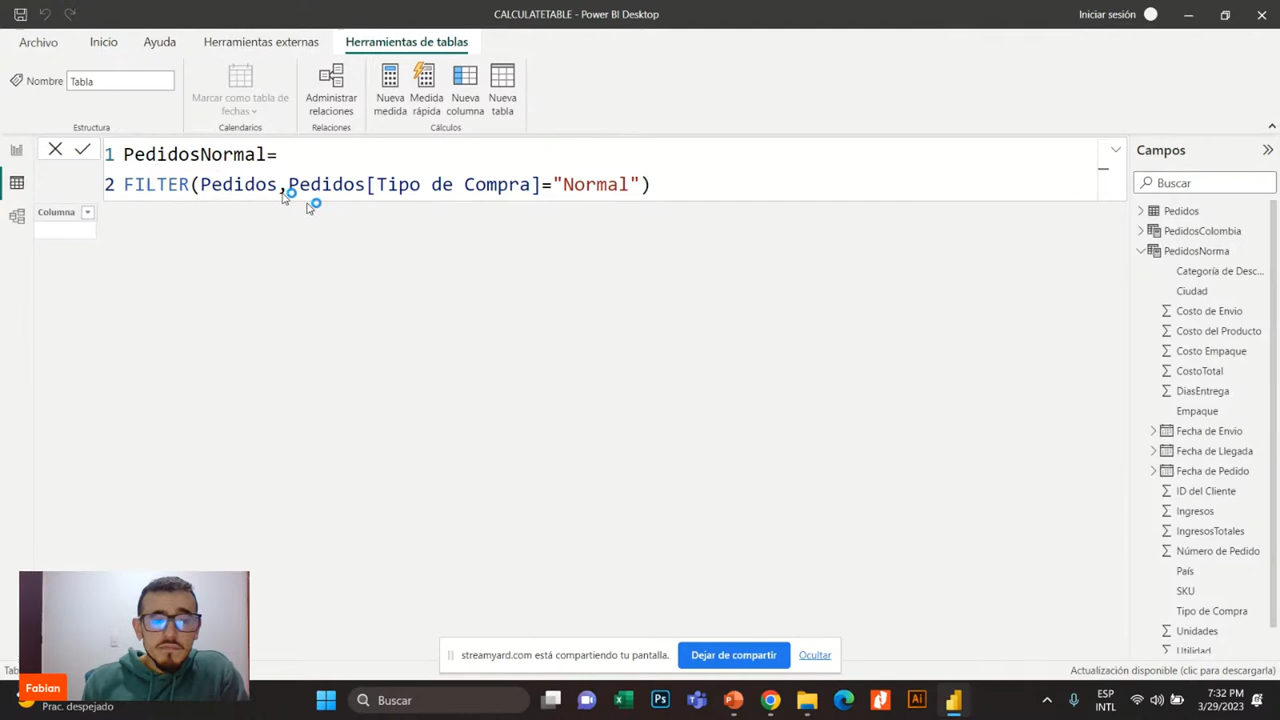 CALCULATETABLE - Power BI Desktop
Iniciar sesión
Archivo
Inicio
Ayuda
Herramientas externas
Herramientas de tablas
Nombre
Tabla
Marcar como tabla de
fechas
Administrar
relaciones
Nueva
medida
Medida
rápida
Nueva
columna
Nueva
tabla
Estructura
Calendarios
Relaciones
Cálculos
1 PedidosNormal=
2 FILTER(Pedidos,Pedidos[Tipo de Compra]="Normal")
Columna
Campos
Buscar
Pedidos
PedidosColombia
PedidosNorma
Categoría de Desc...
Ciudad
Costo de Envio
Costo del Producto
Costo Empaque
CostoTotal
DiasEntrega
Empaque
Fecha de Envio
Fecha de Llegada
Fecha de Pedido
ID del Cliente
Ingresos
IngresosTotales
Número de Pedido
País
SKU
Tipo de Compra
Unidades
Utilidad
streamyard.com está compartiendo tu pantalla.
Dejar de compartir
Ocultar
Actualización disponible (clic para descargarla)
Fabian
Prac. despejado
Buscar
Ps
Ai
ESP
INTL
7:32 PM
3/29/2023